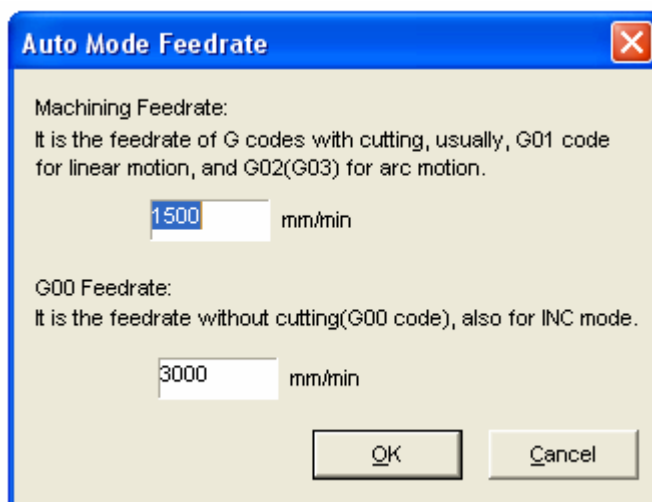 Auto Mode Feedrate
Machining Feedrate:
It is the feedrate of G codes with cutting, usually, G01 code
for linear motion, and G02(G03) for arc motion.
1500 mm/min
G00 Feedrate:
It is the feedrate without cutting(G00 code), also for INC mode.
3000 mm/min
OK Cancel